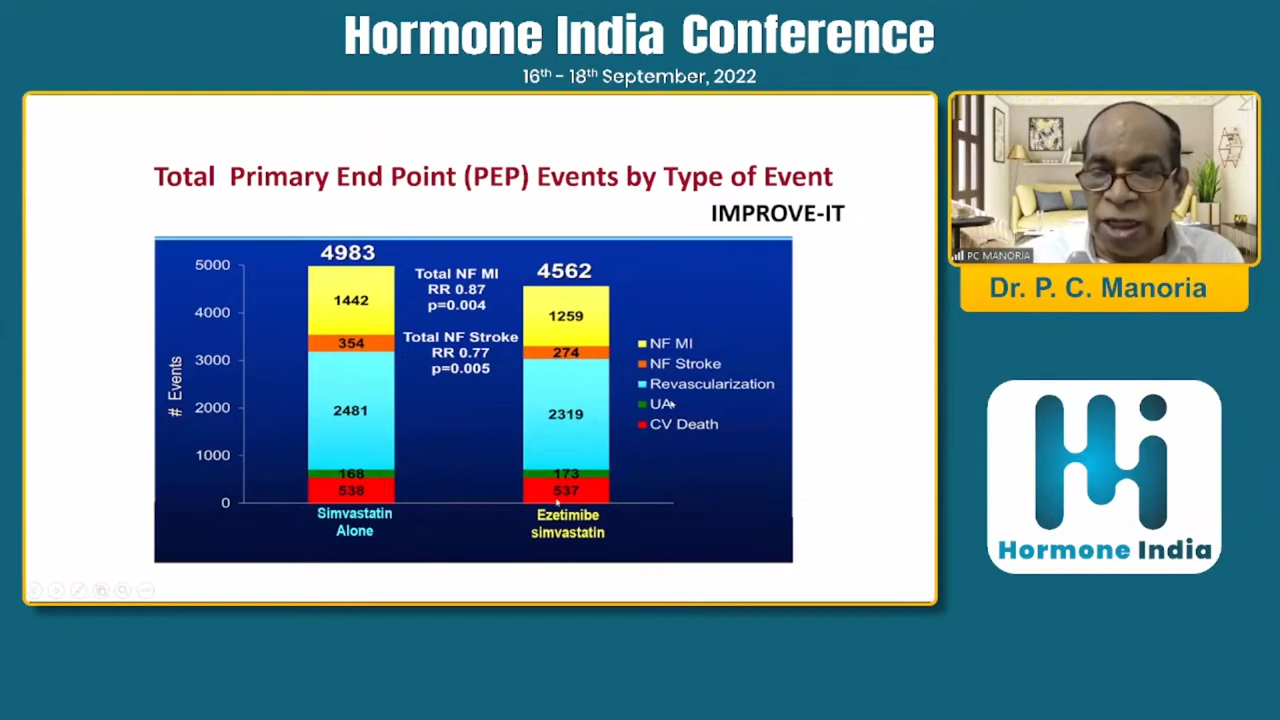 Hormone India Conference
16th - 18th September, 2022
Total Primary End Point (PEP) Events by Type of Event
IMPROVE-IT
4983
4562
5000
4000
3000
2000
1000
0
# Events
1442
354
2481
168
538
Total NF MI
RR 0.87
p=0.004
Total NF Stroke
RR 0.77
p=0.005
1259
274
2319
173
537
NF MI
NF Stroke
Revascularization
UA
CV Death
Simvastatin
Alone
Ezetimibe
simvastatin
PC MANORIA
Dr. P. C. Manoria
Hi
Hormone India